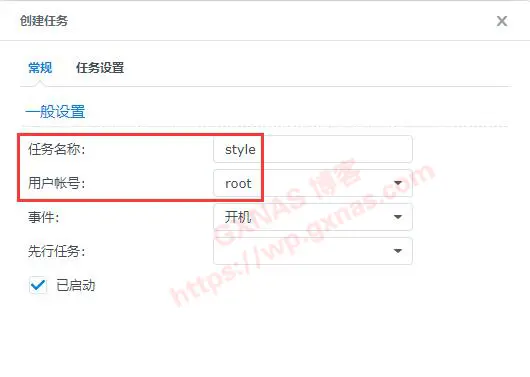 创建任务
常规 任务设置
一般设置
任务名称: style
用户帐号: root
事件: 开机
先行任务:
已启动
GXNAS 博客
https://wp.gxnas.com